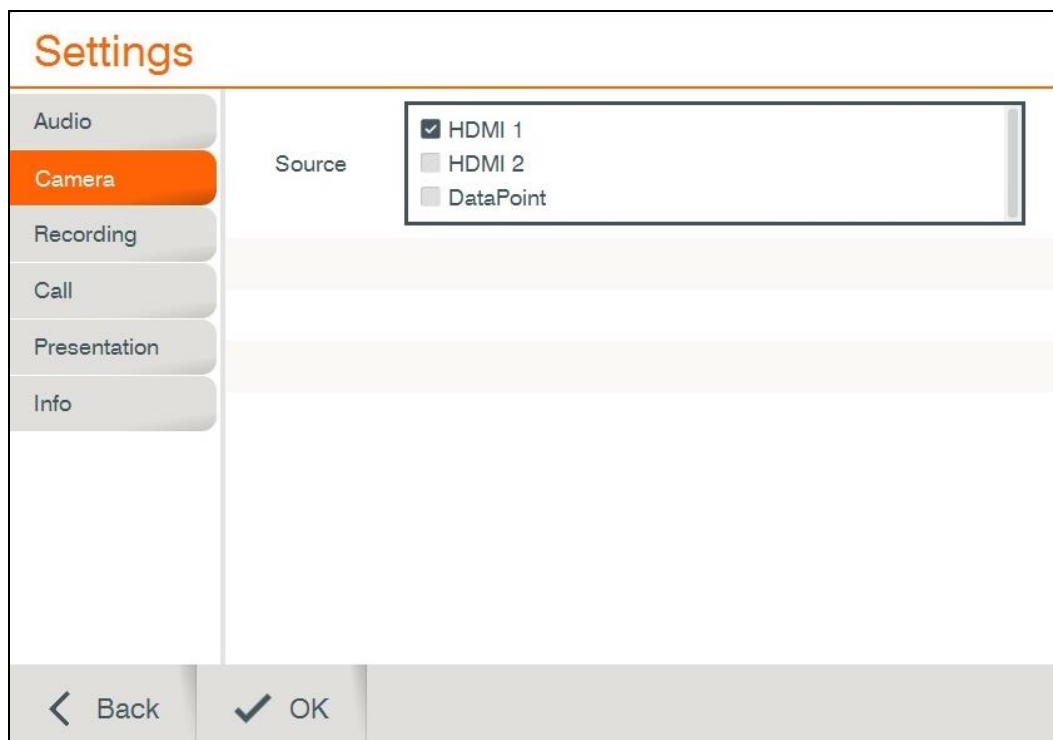 Settings
Audio
Camera
Recording
Call
Presentation
Info
Source
HDMI 1
HDMI 2
DataPoint
Back
OK